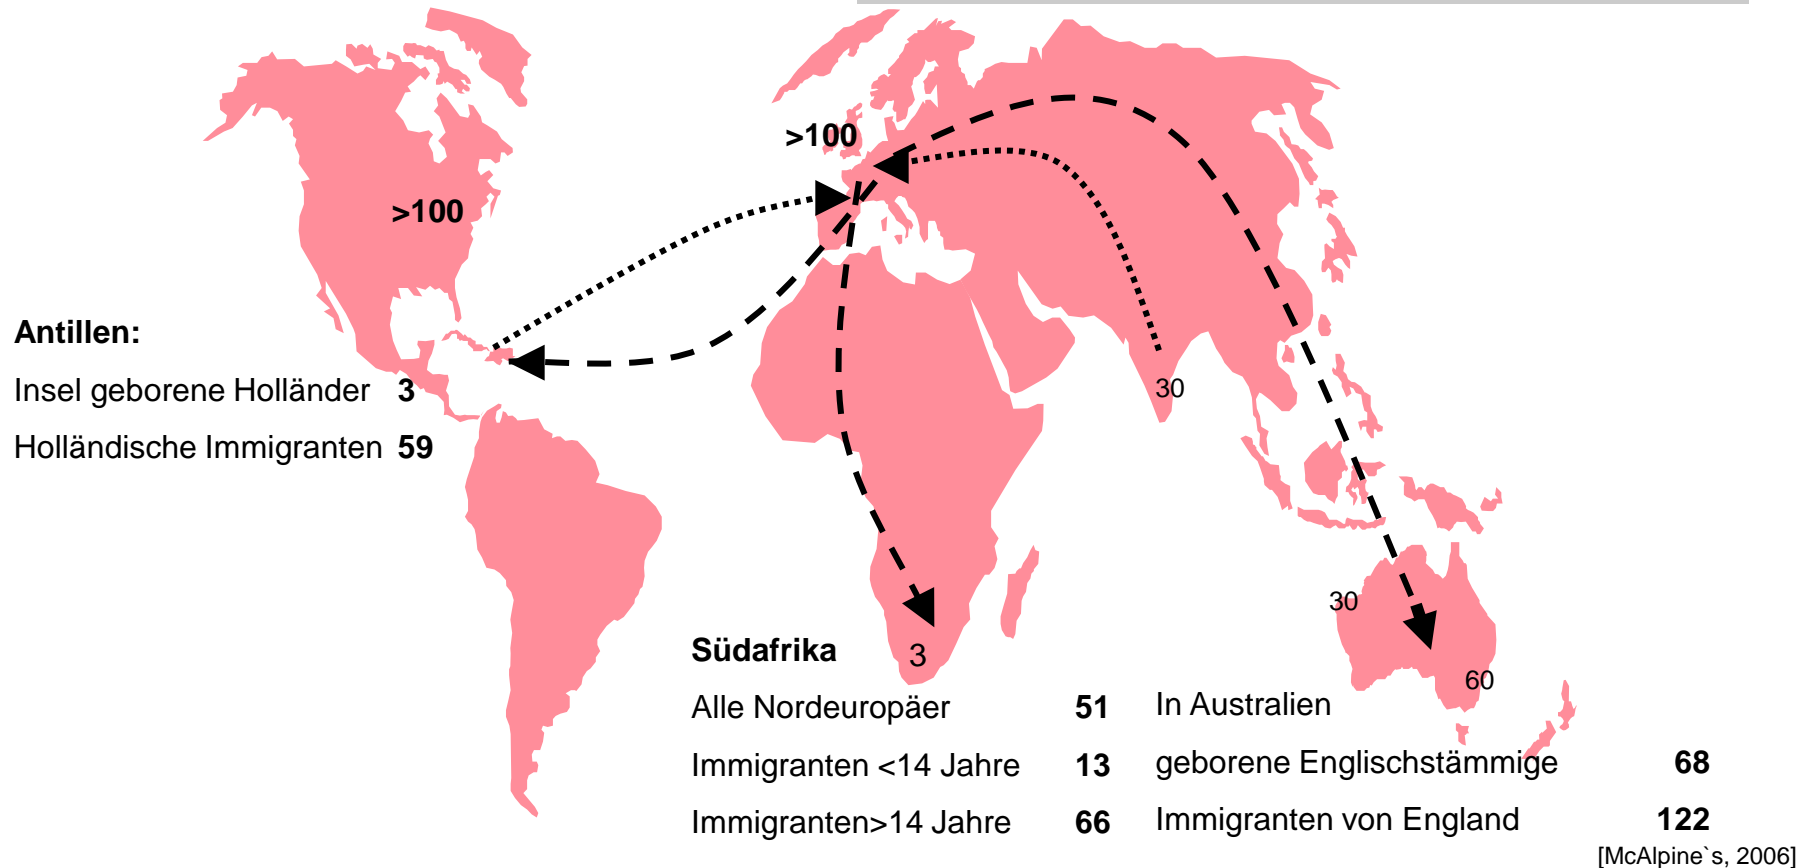 >100
>100
Antillen:
Insel geborene Holländer 3
Holländische Immigranten 59
30
30
60
3
Südafrika
Alle Nordeuropäer 51
Immigranten <14 Jahre 13
Immigranten>14 Jahre 66
In Australien
geborene Englischstämmige 68
Immigranten von England 122
[McAlpine`s, 2006]